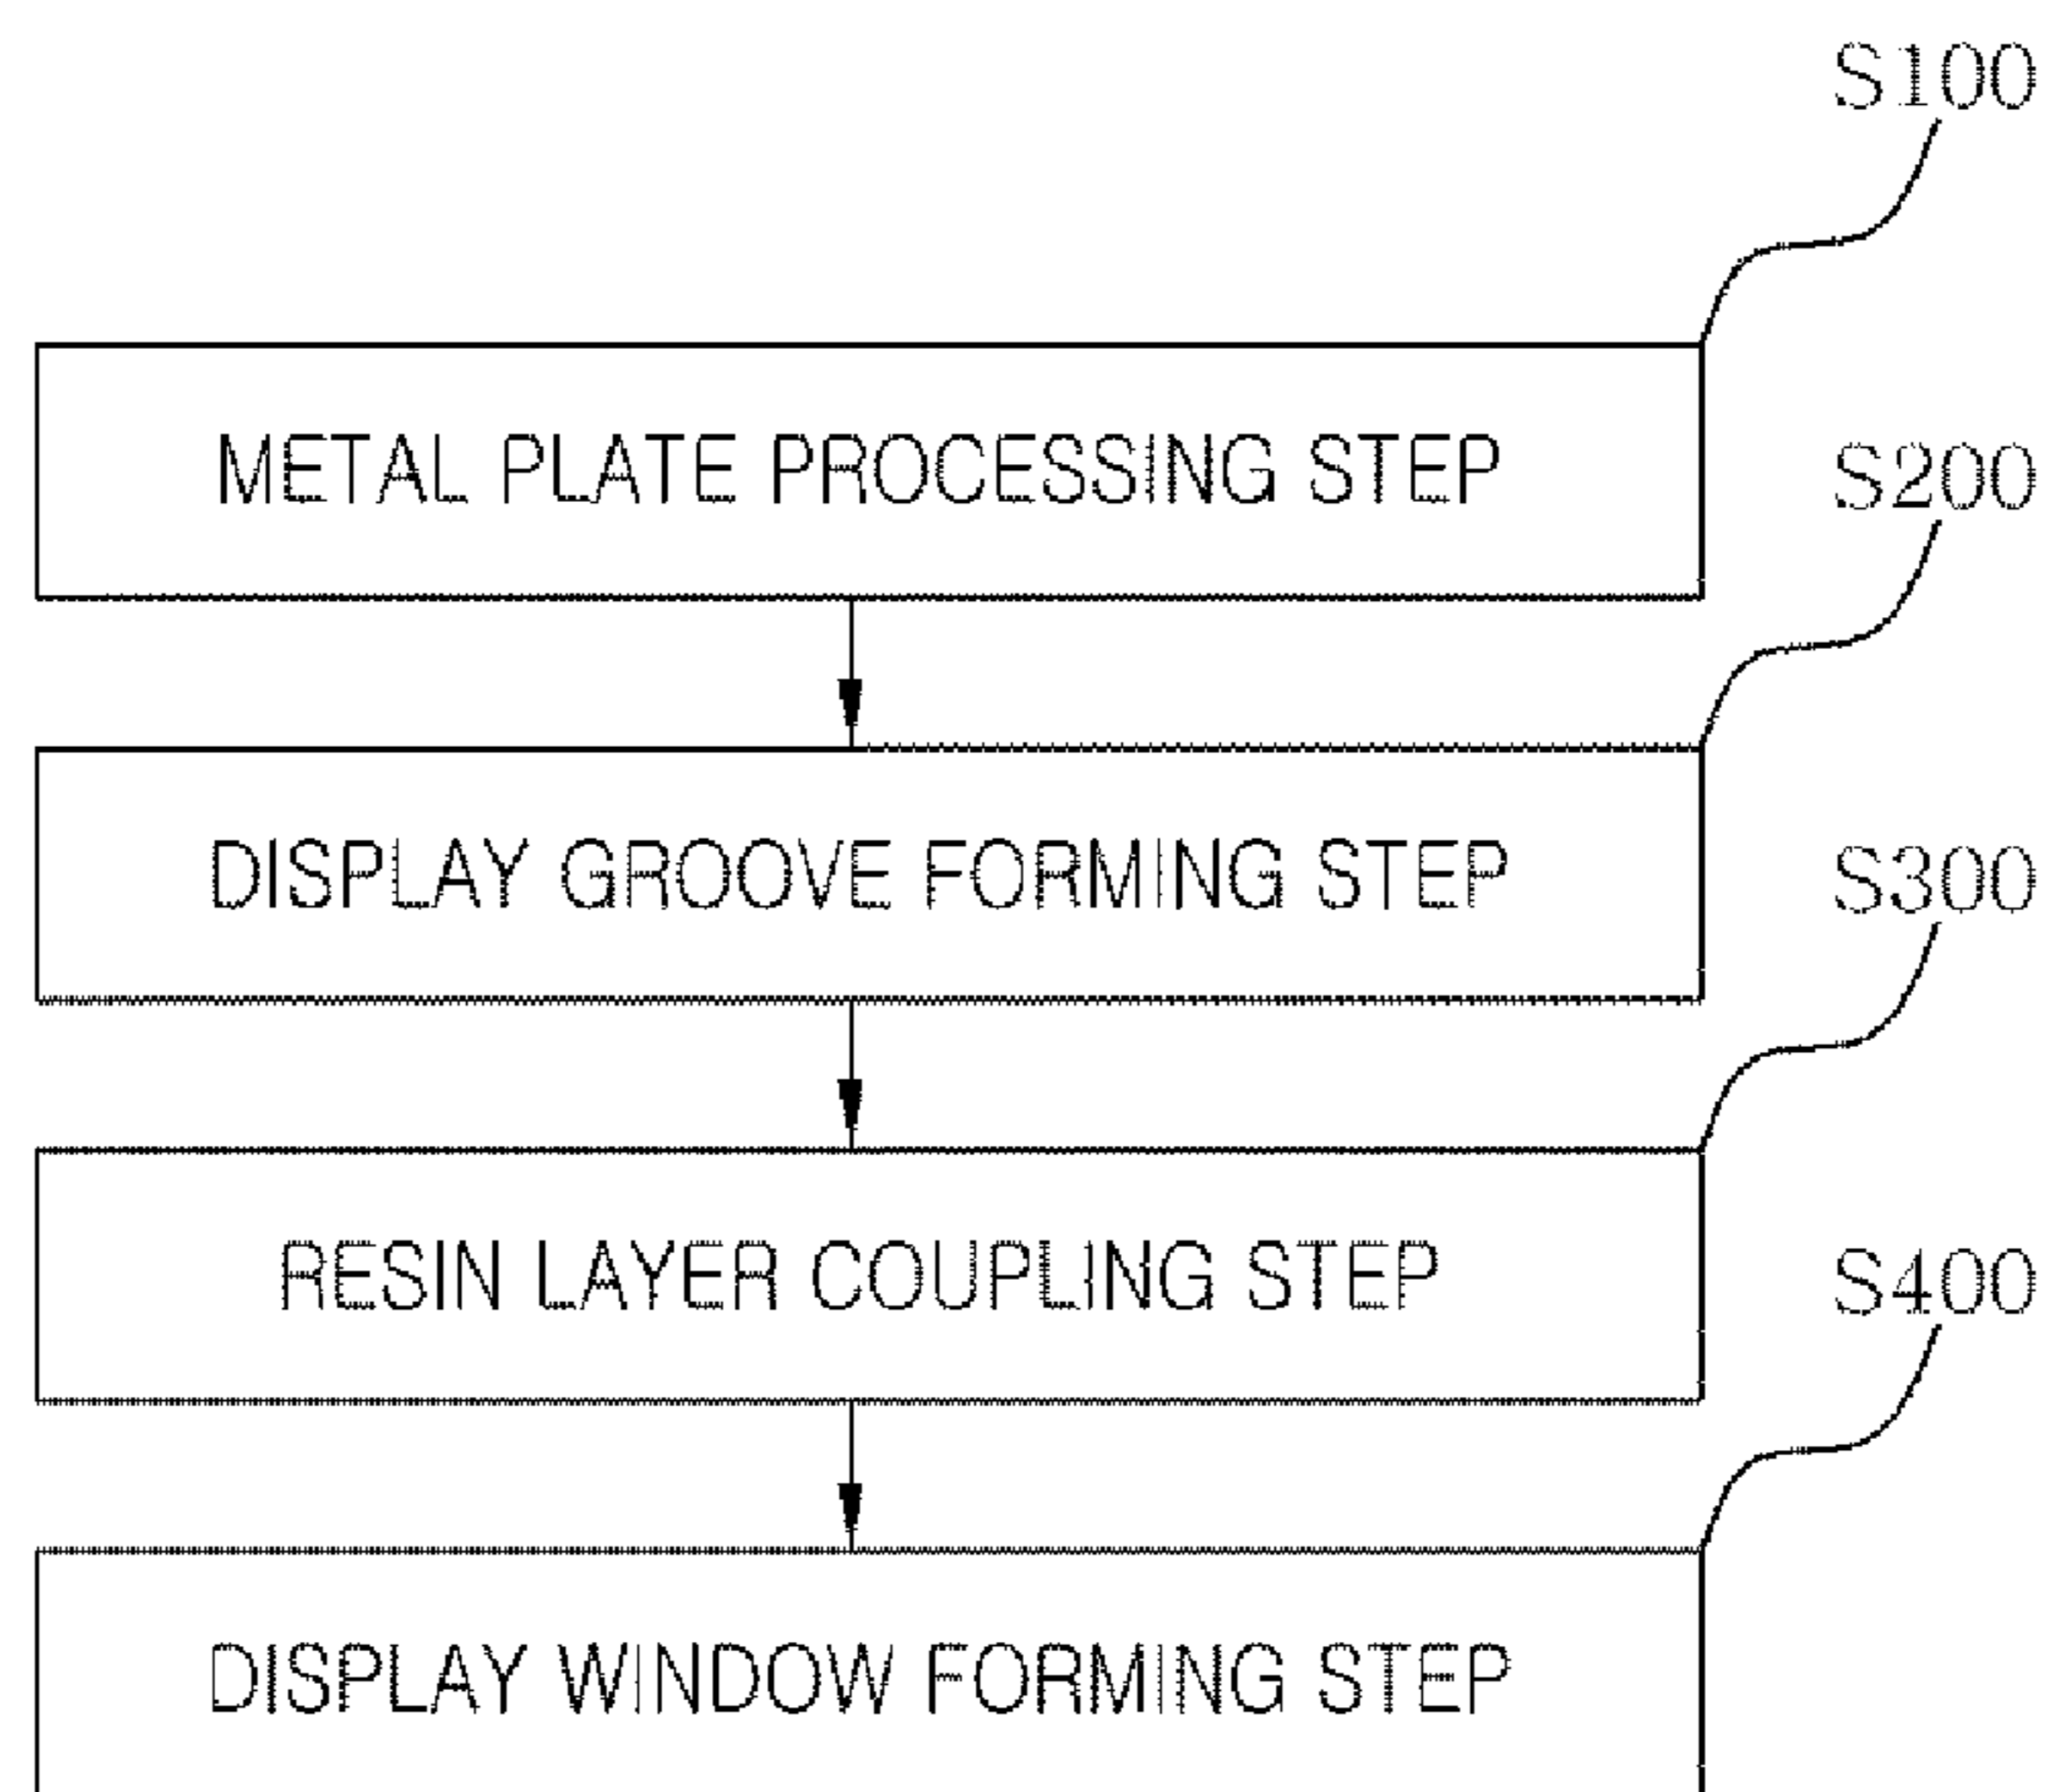 S100
METAL PLATE PROCESSING STEP
S200
DISPLAY GROOVE FORMING STEP
S300
RESIN LAYER COUPLING STEP
S400
DISPLAY WINDOW FORMING STEP